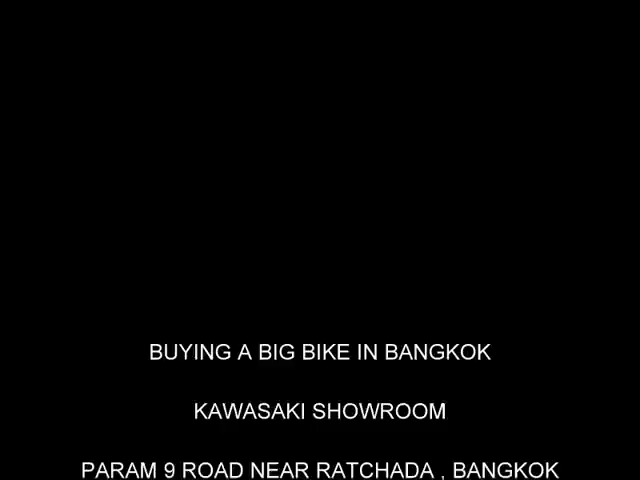 BUYING A BIG BIKE IN BANGKOK
KAWASAKI SHOWROOM
PARAM 9 ROAD NEAR RATCHADA , BANGKOK